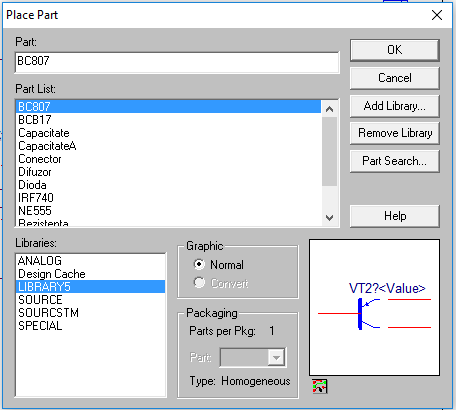 Place Part
Part:
BC807
OK
Cancel
Part List:
BC807
BCB17
Capacitate
CapacitateA
Conector
Difuzor
Dioda
IRF740
NE555
Rezistenta
Add Library...
Remove Library
Part Search...
Help
Libraries:
ANALOG
Design Cache
LIBRARY5
SOURCE
SOURCSTM
SPECIAL
Graphic
Normal
Convert
Packaging
Parts per Pkg: 1
Part:
Type: Homogeneous
VT2?<Value>